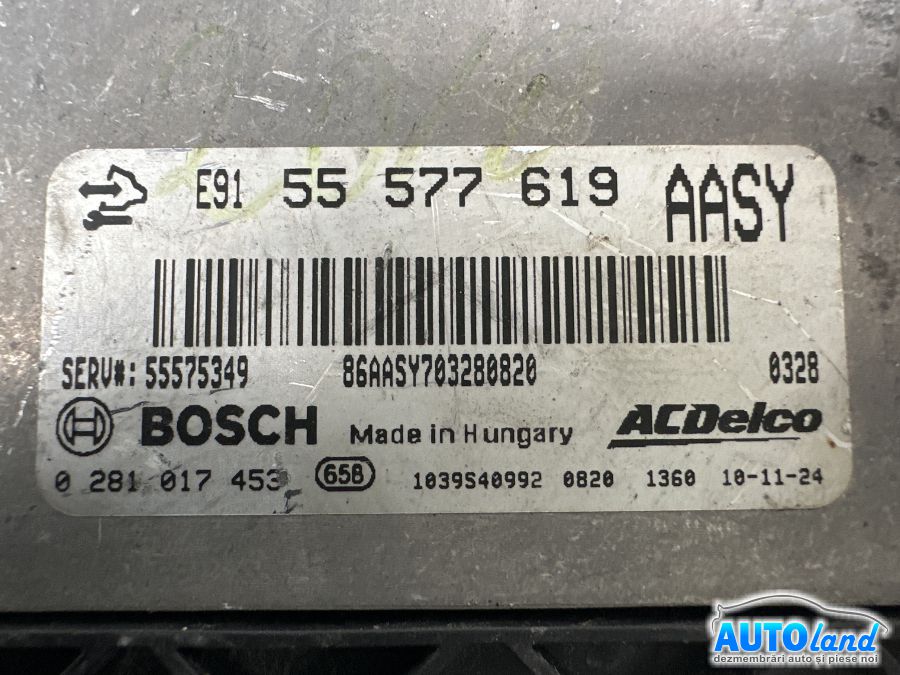 E91 55 577 619 AASY
SERV#: 55575349 86AASY703280820 0328
BOSCH Made in Hungary ACDelco
0 281 017 453 658 1039S40992 0820 1360 10-11-24
AUTOland
dezmembrări auto și piese noi